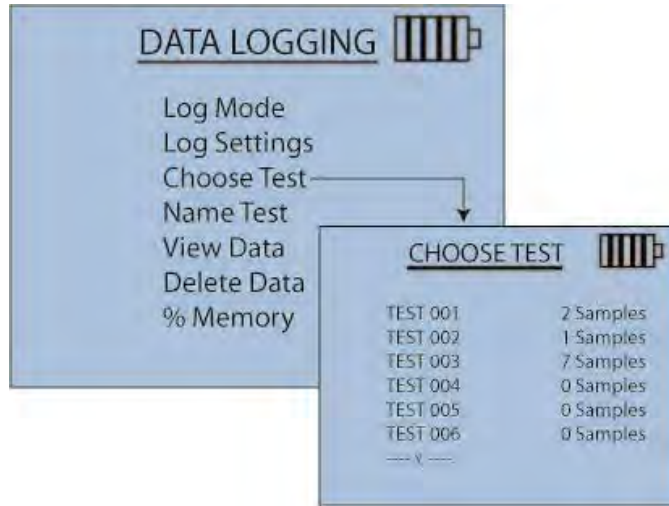 DATA LOGGING
Log Mode
Log Settings
Choose Test
Name Test
View Data
Delete Data
% Memory
CHOOSE TEST
TEST 001 2 Samples
TEST 002 1 Samples
TEST 003 7 Samples
TEST 004 0 Samples
TEST 005 0 Samples
TEST 006 0 Samples
---- v ----